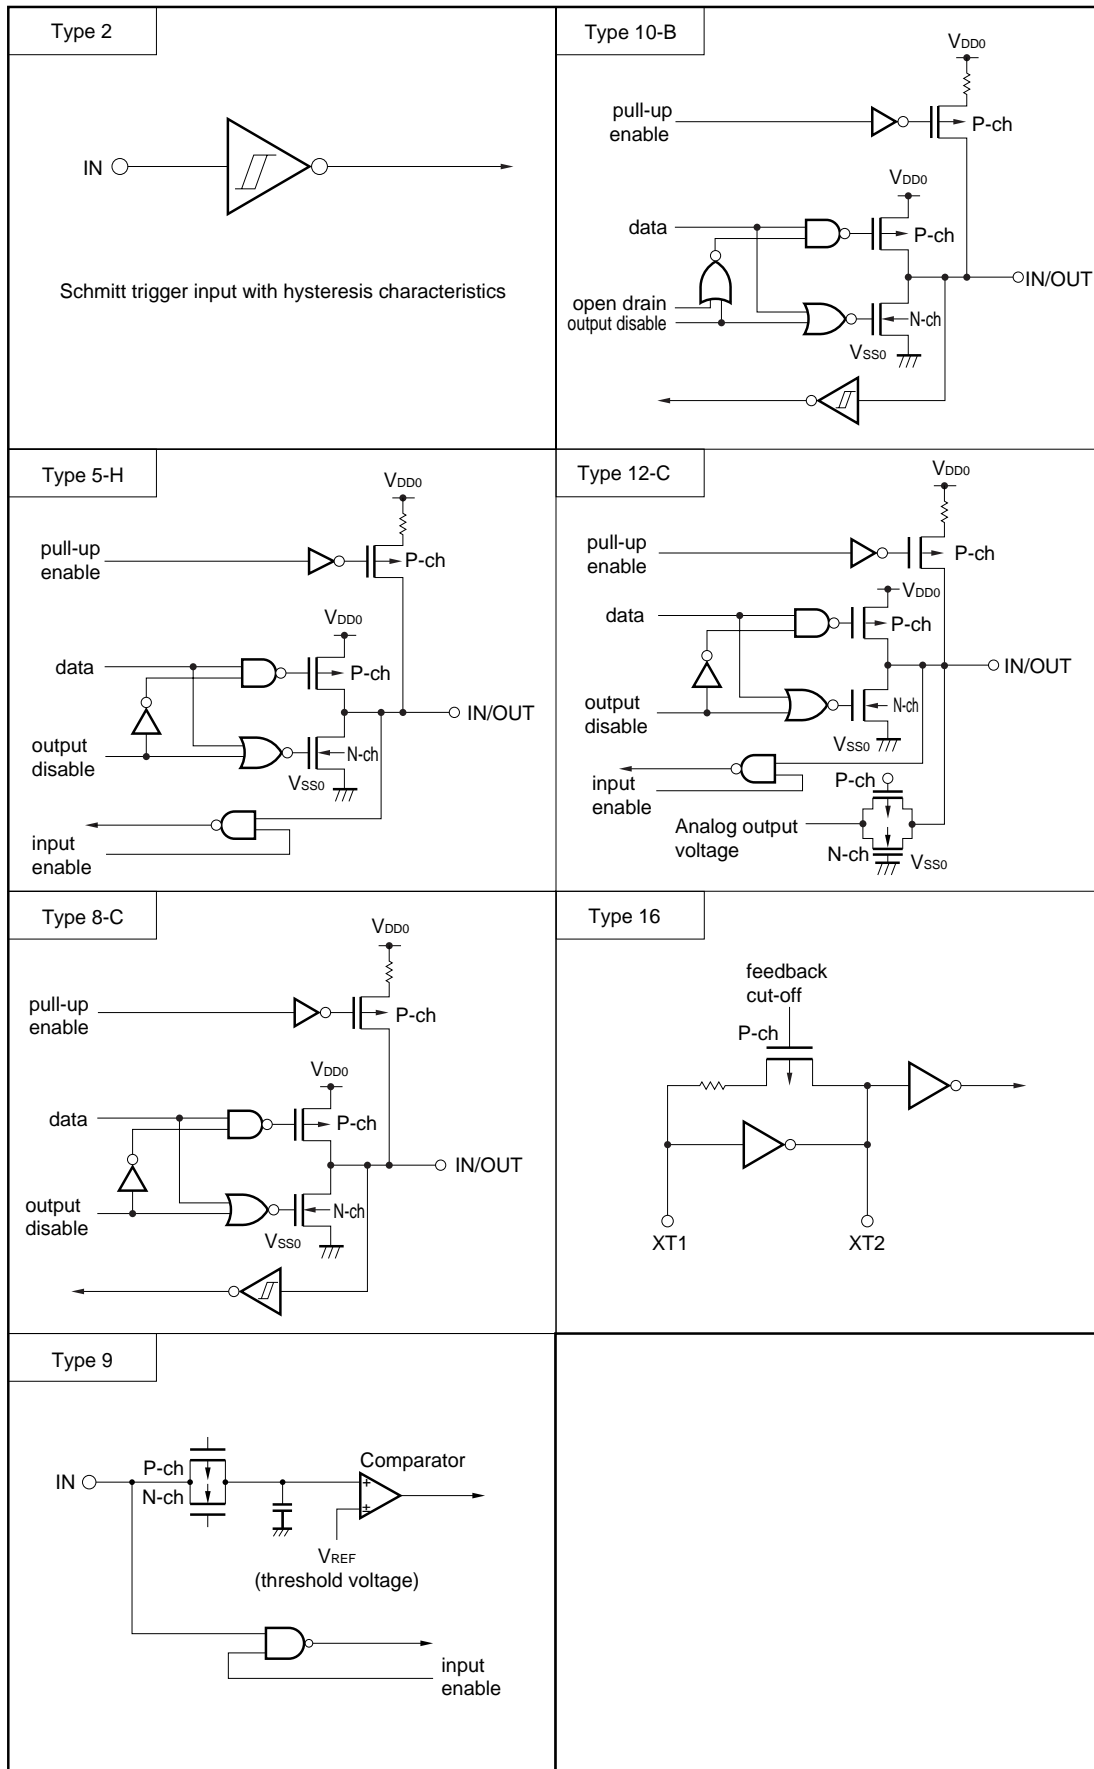 Type 2
IN
Schmitt trigger input with hysteresis characteristics
Type 10-B
VDD0
pull-up
enable
P-ch
VDD0
data
P-ch
IN/OUT
open drain
output disable
N-ch
VSS0
Type 5-H
VDD0
pull-up
enable
P-ch
VDD0
data
P-ch
IN/OUT
output
disable
N-ch
VSS0
input
enable
Type 12-C
VDD0
pull-up
enable
P-ch
VDD0
data
P-ch
IN/OUT
output
disable
N-ch
VSS0
input
enable
P-ch
Analog output
voltage
N-ch
VSS0
Type 8-C
VDD0
pull-up
enable
P-ch
VDD0
data
P-ch
IN/OUT
output
disable
N-ch
VSS0
Type 16
feedback
cut-off
P-ch
XT1
XT2
Type 9
IN
P-ch
N-ch
Comparator
+
±
VREF
(threshold voltage)
input
enable